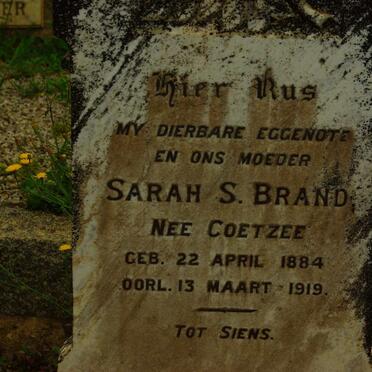 ER
Hier Rus
MY DIERBARE EGGENOTE
EN ONS MOEDER
SARAH S. BRAND
NEE COETZEE
GEB. 22 APRIL 1884
OORL. 13 MAART 1919.
TOT SIENS.